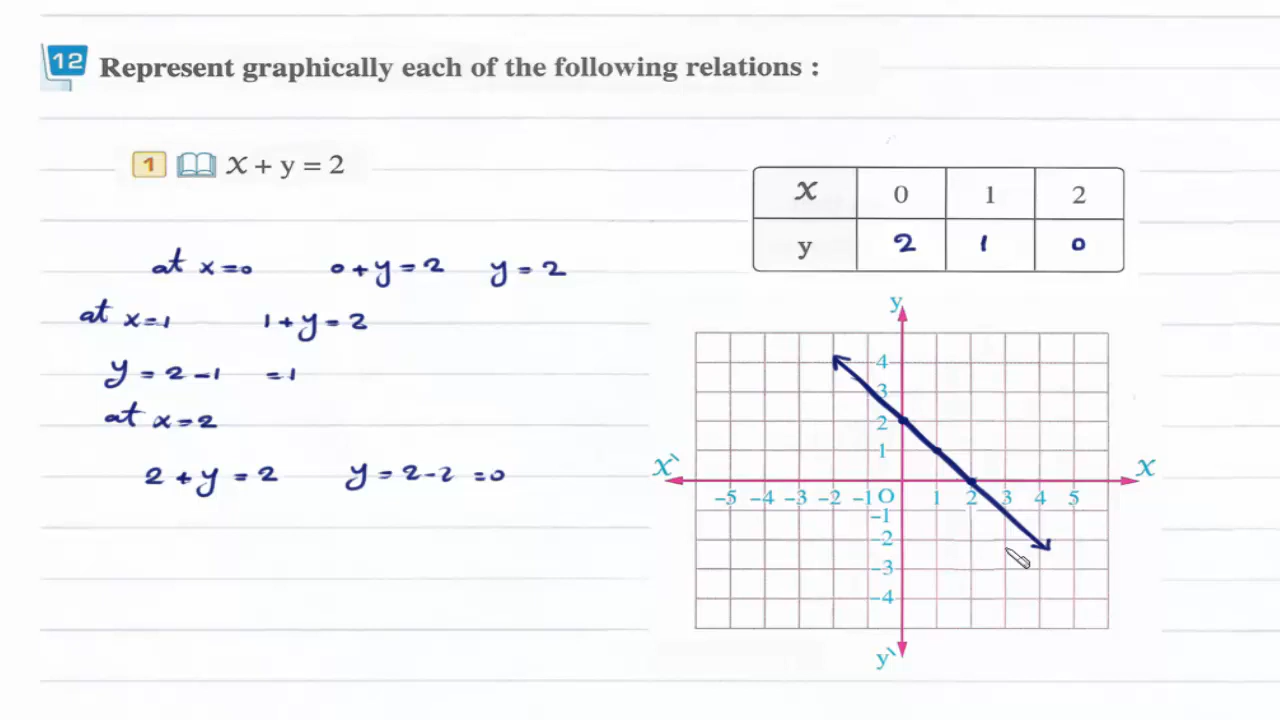 12 Represent graphically each of the following relations :
1 x + y = 2
x 0 1 2
y 2 1 0
at x=0 0+y=2 y=2
at x=1 1+y=2
y=2-1 =1
at x=2
2+y=2 y=2-2 =0
y
4
3
2
1
x` x
-5 -4 -3 -2 -1 O 1 2 3 4 5
-1
-2
-3
-4
y`